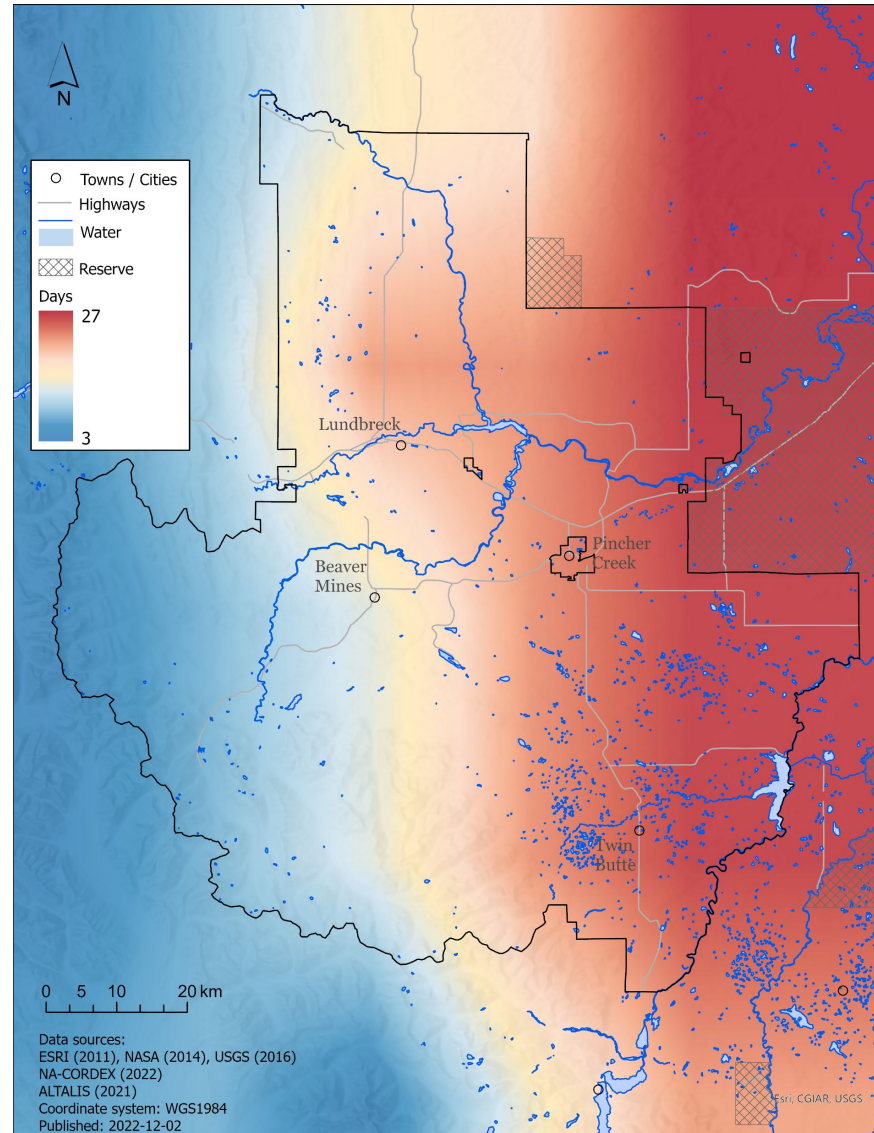 N
Towns / Cities
Highways
Water
Reserve
Days
27
3
Lundbreck
Pincher
Creek
Beaver
Mines
Twin
Butte
0 5 10 20 km
Data sources:
ESRI (2011), NASA (2014), USGS (2016)
NA-CORDEX (2022)
ALTALIS (2021)
Coordinate system: WGS1984
Published: 2022-12-02
Esri, CGIAR, USGS